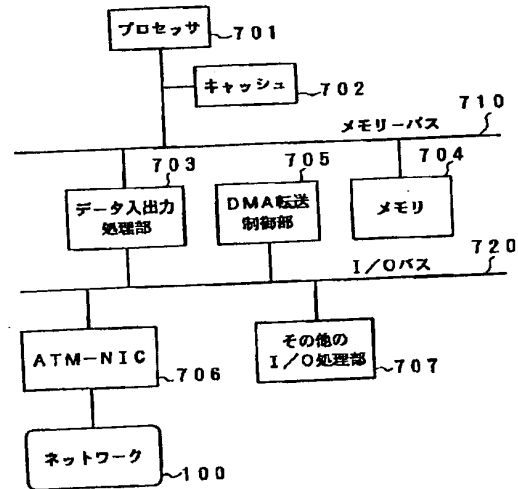 プロセッサ
701
キャッシュ
702
710
メモリーバス
703
705
704
データ入出力
処理部
DMA転送
制御部
メモリ
720
I/Oバス
ATM-NIC
706
その他の
I/O処理部
707
ネットワーク
100